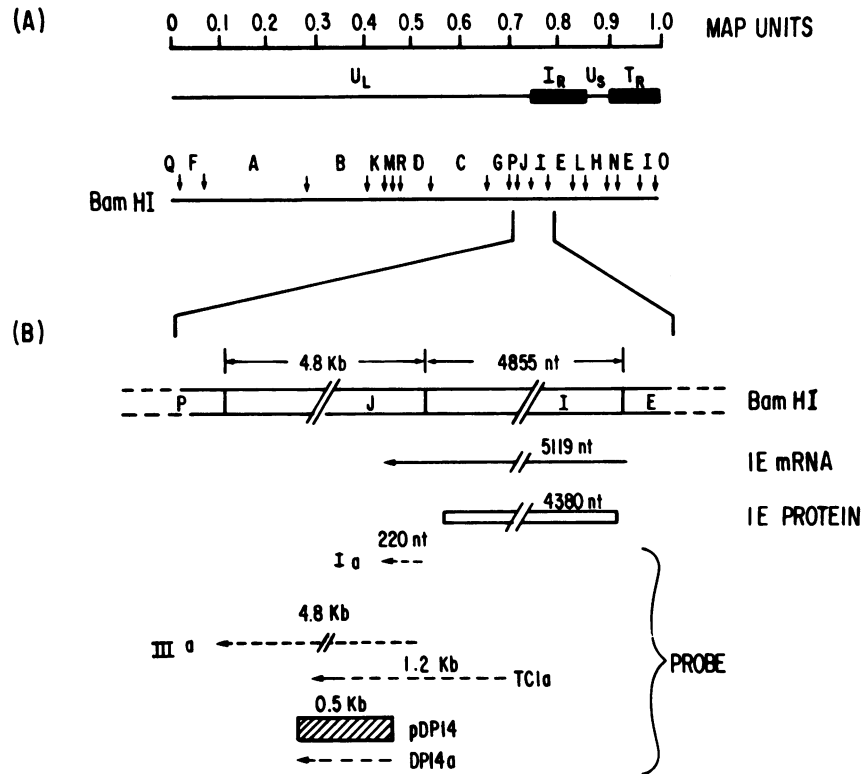 (A)
0 0.1 0.2 0.3 0.4 0.5 0.6 0.7 0.8 0.9 1.0 MAP UNITS
UL IR US TR
Q F A B K M R D C G P J I E L H N E I O
Bam HI
(B)
4.8 Kb 4855 nt
P J I E Bam HI
5119 nt IE mRNA
4380 nt IE PROTEIN
220 nt
I a
4.8 Kb
III a
1.2 Kb TCIa PROBE
0.5 Kb
pDPI4
DPI4a